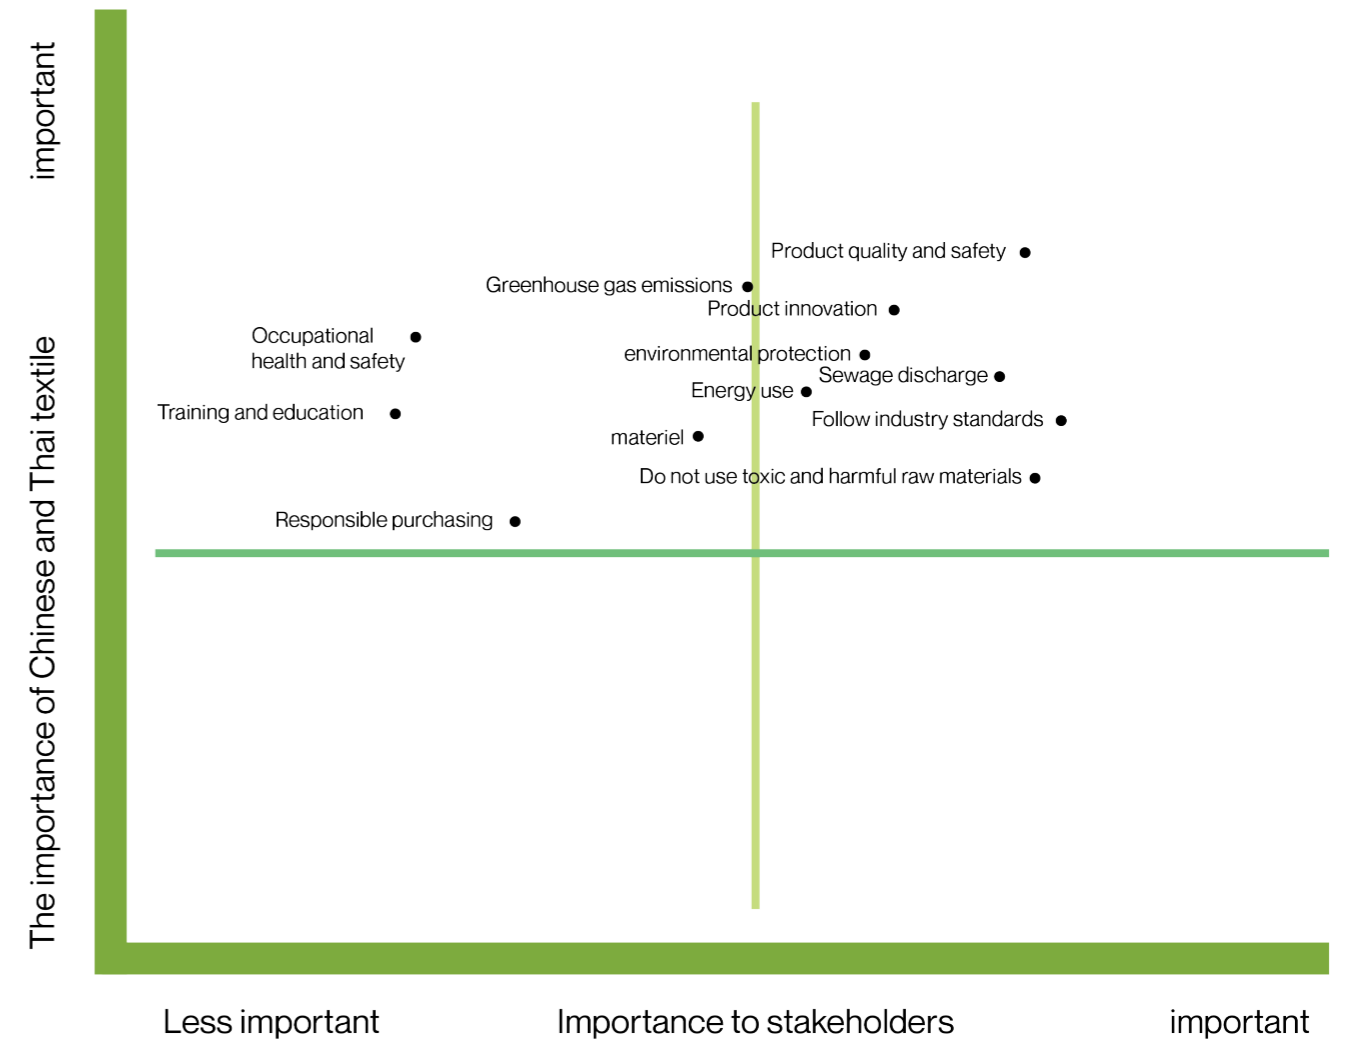 important
The importance of Chinese and Thai textile
Product quality and safety
Greenhouse gas emissions
Product innovation
Occupational
health and safety
environmental protection
Sewage discharge
Energy use
Training and education
Follow industry standards
materiel
Do not use toxic and harmful raw materials
Responsible purchasing
Less important
Importance to stakeholders
important